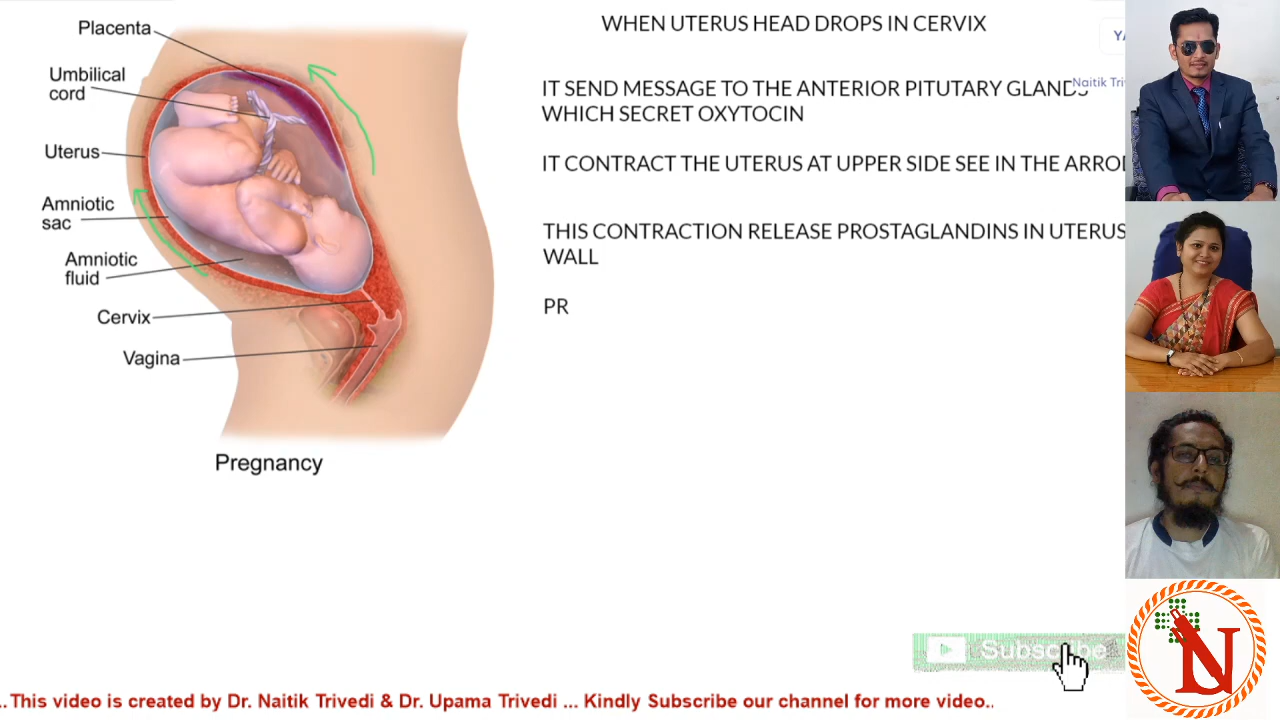 Placenta
Umbilical
cord
Uterus
Amniotic
sac
Amniotic
fluid
Cervix
Vagina
Pregnancy
WHEN UTERUS HEAD DROPS IN CERVIX
IT SEND MESSAGE TO THE ANTERIOR PITUTARY GLANDS
WHICH SECRET OXYTOCIN
IT CONTRACT THE UTERUS AT UPPER SIDE SEE IN THE
THIS CONTRACTION RELEASE PROSTAGLANDINS IN UTERUS
WALL
PR
Naitik
Subscribe
N
..This video is created by Dr. Naitik Trivedi & Dr. Upama Trivedi ... Kindly Subscribe our channel for more video..